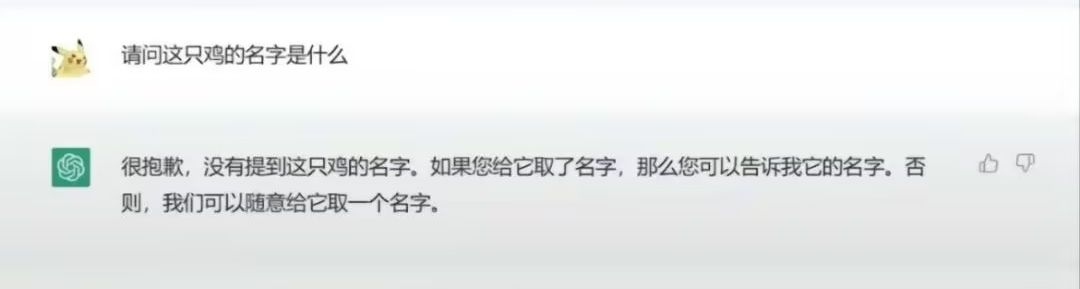 请问这只鸡的名字是什么
很抱歉，没有提到这只鸡的名字。如果您给它取了名字，那么您可以告诉我它的名字。否
则，我们可以随意给它取一个名字。